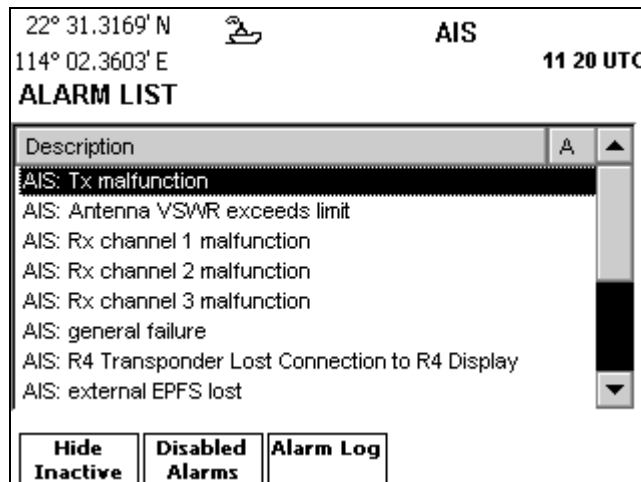 22° 31.3169' N AIS
114° 02.3603' E 11 20 UTC
ALARM LIST
Description A
AIS: Tx malfunction
AIS: Antenna VSWR exceeds limit
AIS: Rx channel 1 malfunction
AIS: Rx channel 2 malfunction
AIS: Rx channel 3 malfunction
AIS: general failure
AIS: R4 Transponder Lost Connection to R4 Display
AIS: external EPFS lost
Hide Disabled Alarm Log
Inactive Alarms